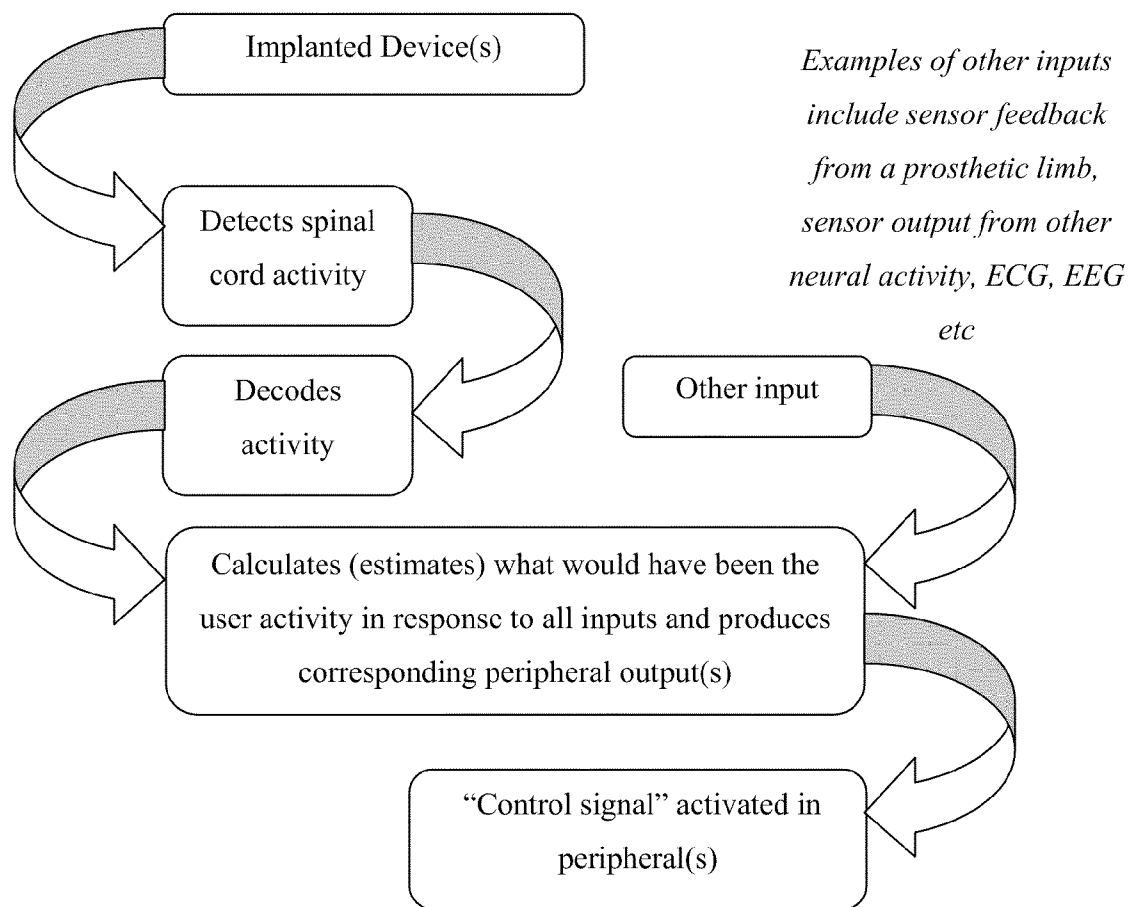 Implanted Device(s)
Examples of other inputs
include sensor feedback
from a prosthetic limb,
sensor output from other
neural activity, ECG, EEG
etc
Detects spinal
cord activity
Decodes
activity
Other input
Calculates (estimates) what would have been the
user activity in response to all inputs and produces
corresponding peripheral output(s)
“Control signal” activated in
peripheral(s)